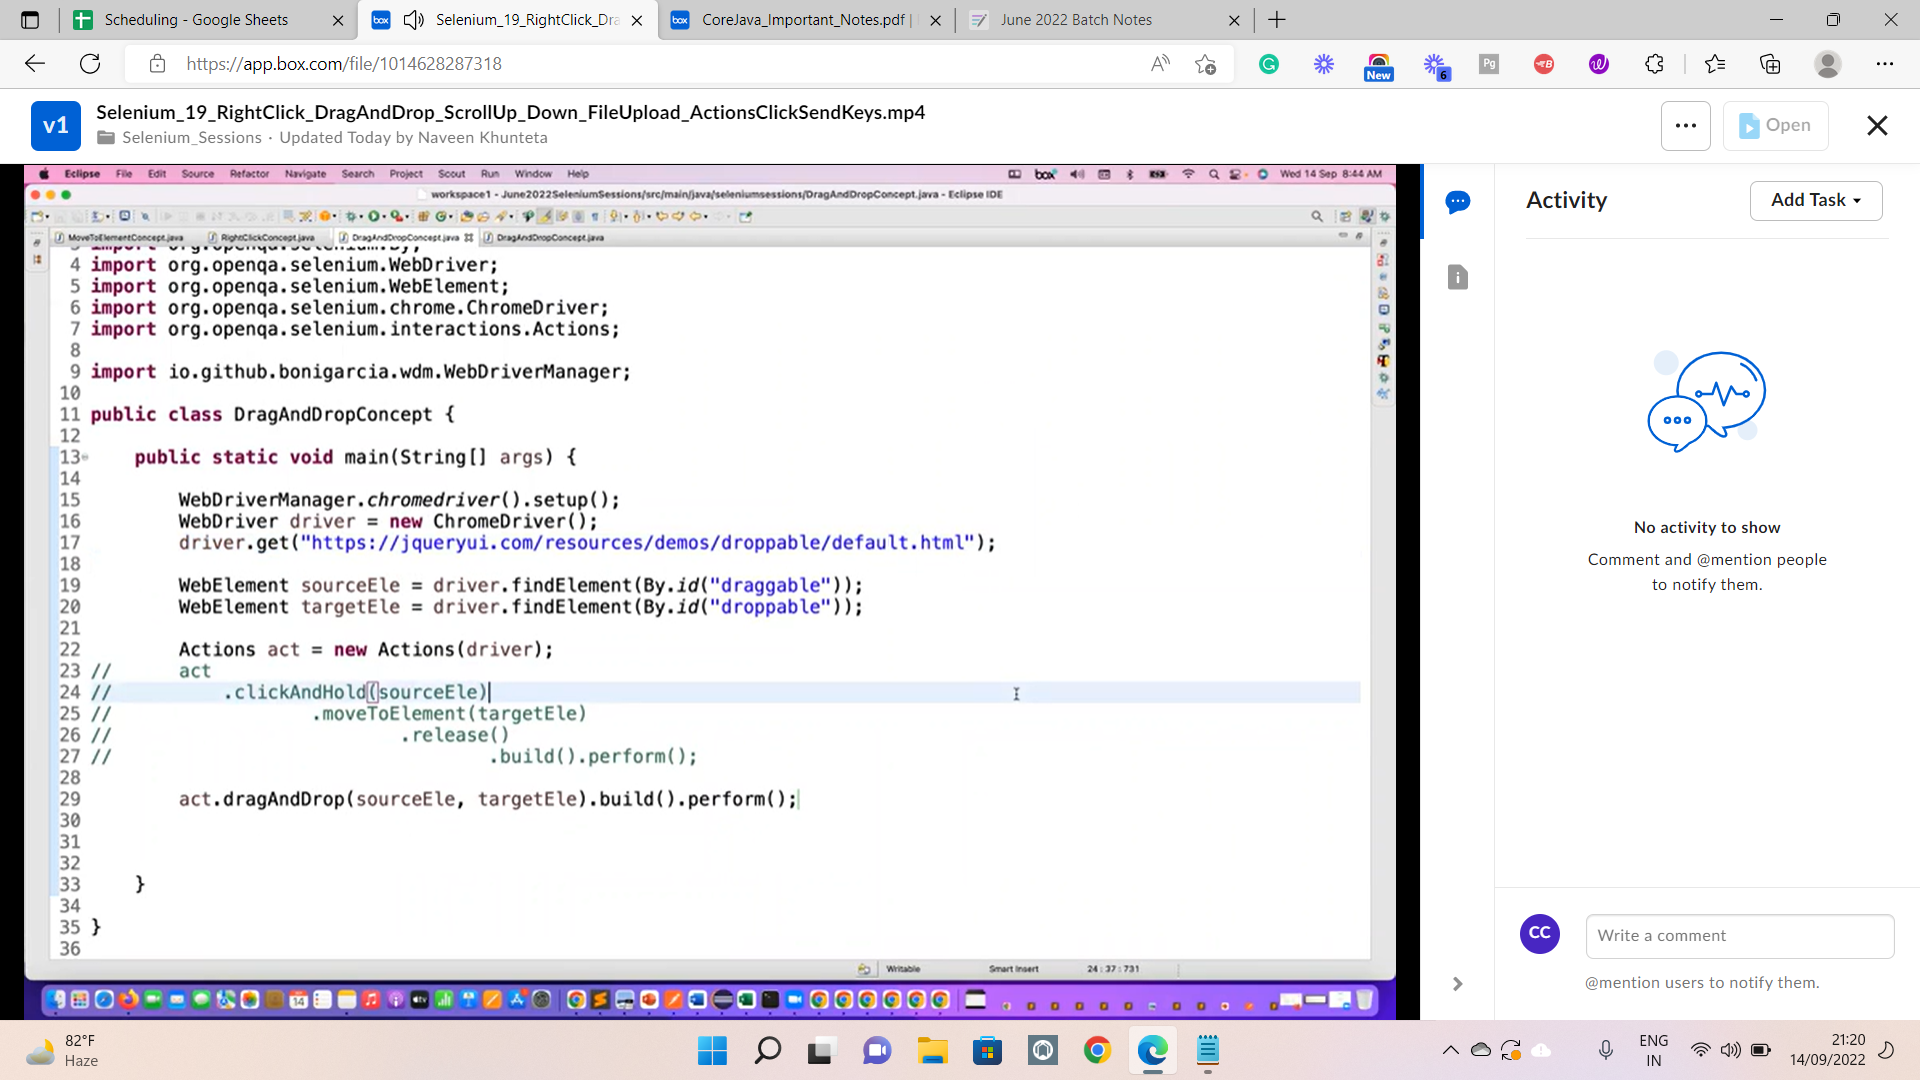 Scheduling - Google Sheets
Selenium_19_RightClick_Dra
CoreJava_Important_Notes.pdf |
June 2022 Batch Notes
https://app.box.com/file/1014628287318
New
6
Pg
v1
Selenium_19_RightClick_DragAndDrop_ScrollUp_Down_FileUpload_ActionsClickSendKeys.mp4
Selenium_Sessions · Updated Today by Naveen Khunteta
Open
Eclipse File Edit Source Refactor Navigate Search Project Scout Run Window Help
box
Wed 14 Sep 8:44 AM
workspace1 - June2022SeleniumSessions/src/main/java/seleniumsessions/DragAndDropConcept.java - Eclipse IDE
MoveToElementConcept.java
RightClickConcept.java
DragAndDropConcept.java
DragAndDropConcept.java
3 import org.openqa.selenium.By;
4 import org.openqa.selenium.WebDriver;
5 import org.openqa.selenium.WebElement;
6 import org.openqa.selenium.chrome.ChromeDriver;
7 import org.openqa.selenium.interactions.Actions;
8
9 import io.github.bonigarcia.wdm.WebDriverManager;
10
11 public class DragAndDropConcept {
12
13 public static void main(String[] args) {
14
15 WebDriverManager.chromedriver().setup();
16 WebDriver driver = new ChromeDriver();
17 driver.get("https://jqueryui.com/resources/demos/droppable/default.html");
18
19 WebElement sourceEle = driver.findElement(By.id("draggable"));
20 WebElement targetEle = driver.findElement(By.id("droppable"));
21
22 Actions act = new Actions(driver);
23 // act
24 // .clickAndHold(sourceEle)
25 // .moveToElement(targetEle)
26 // .release()
27 // .build().perform();
28
29 act.dragAndDrop(sourceEle, targetEle).build().perform();
30
31
32
33 }
34
35 }
36
Writable
Smart Insert
24 : 37 : 731
Activity
Add Task
No activity to show
Comment and @mention people
to notify them.
CC
Write a comment
@mention users to notify them.
82°F
Haze
ENG
IN
21:20
14/09/2022